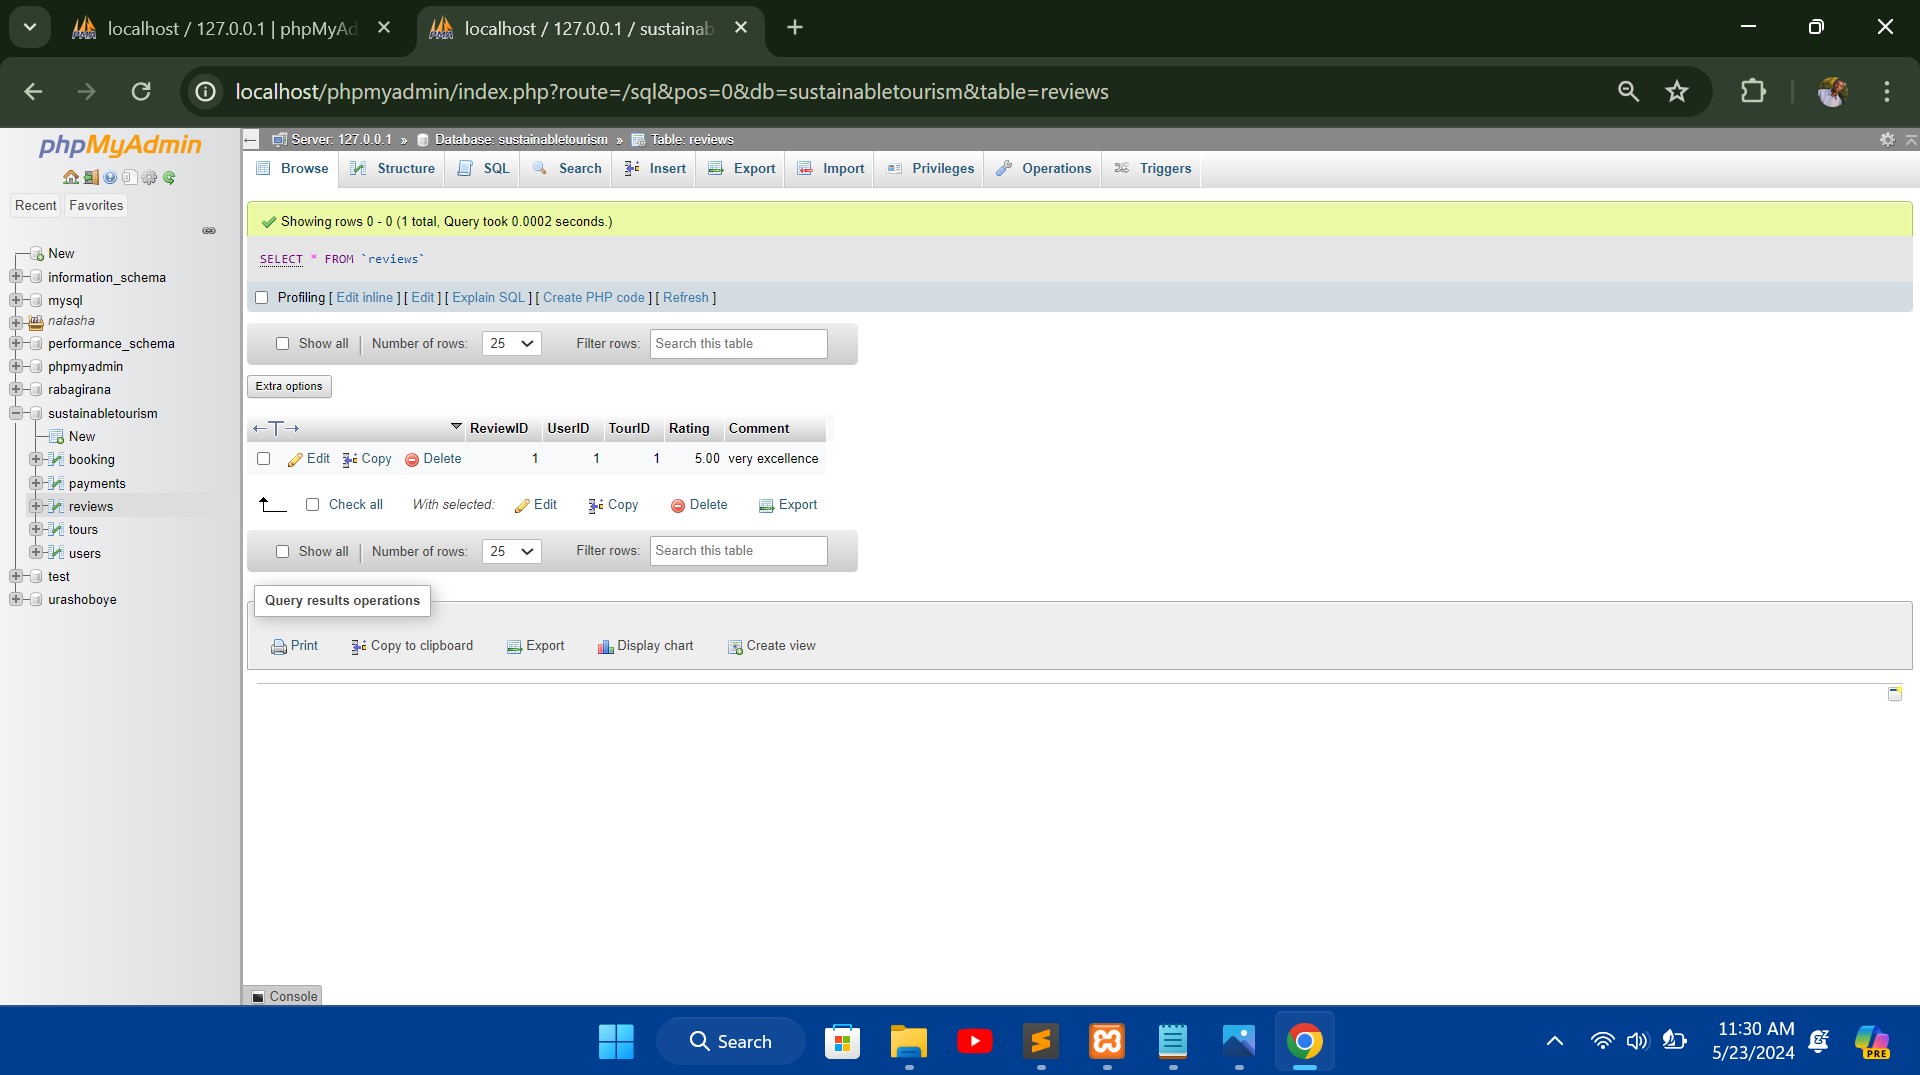 localhost / 127.0.0.1 | phpMyAd
localhost / 127.0.0.1 / sustainab
localhost/phpmyadmin/index.php?route=/sql&pos=0&db=sustainabletourism&table=reviews
phpMyAdmin
Recent Favorites
New
information_schema
mysql
natasha
performance_schema
phpmyadmin
rabagirana
sustainabletourism
New
booking
payments
reviews
tours
users
test
urashoboye
Server: 127.0.0.1 » Database: sustainabletourism » Table: reviews
Browse Structure SQL Search Insert Export Import Privileges Operations Triggers
Showing rows 0 - 0 (1 total, Query took 0.0002 seconds.)
SELECT * FROM `reviews`
Profiling [ Edit inline ] [ Edit ] [ Explain SQL ] [ Create PHP code ] [ Refresh ]
Show all | Number of rows: 25 Filter rows: Search this table
Extra options
←T→ ReviewID UserID TourID Rating Comment
Edit Copy Delete 1 1 1 5.00 very excellence
Check all With selected: Edit Copy Delete Export
Show all | Number of rows: 25 Filter rows: Search this table
Query results operations
Print Copy to clipboard Export Display chart Create view
Console
Search
11:30 AM
5/23/2024
PRE